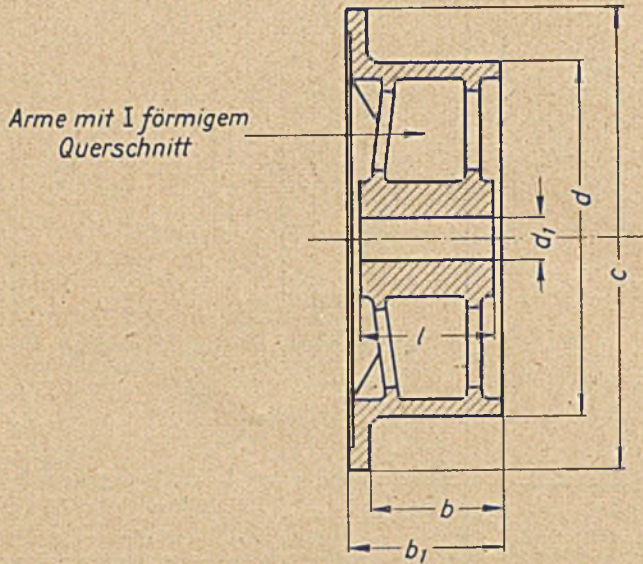 Arme mit I förmigem
Querschnitt
d₁
d
c
l
b
b₁